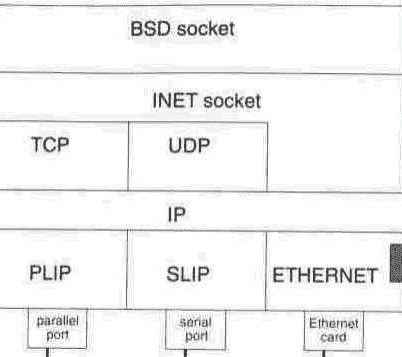 BSD socket
INET socket
TCP UDP
IP
PLIP SLIP ETHERNET
parallel serial Ethernet
port port card